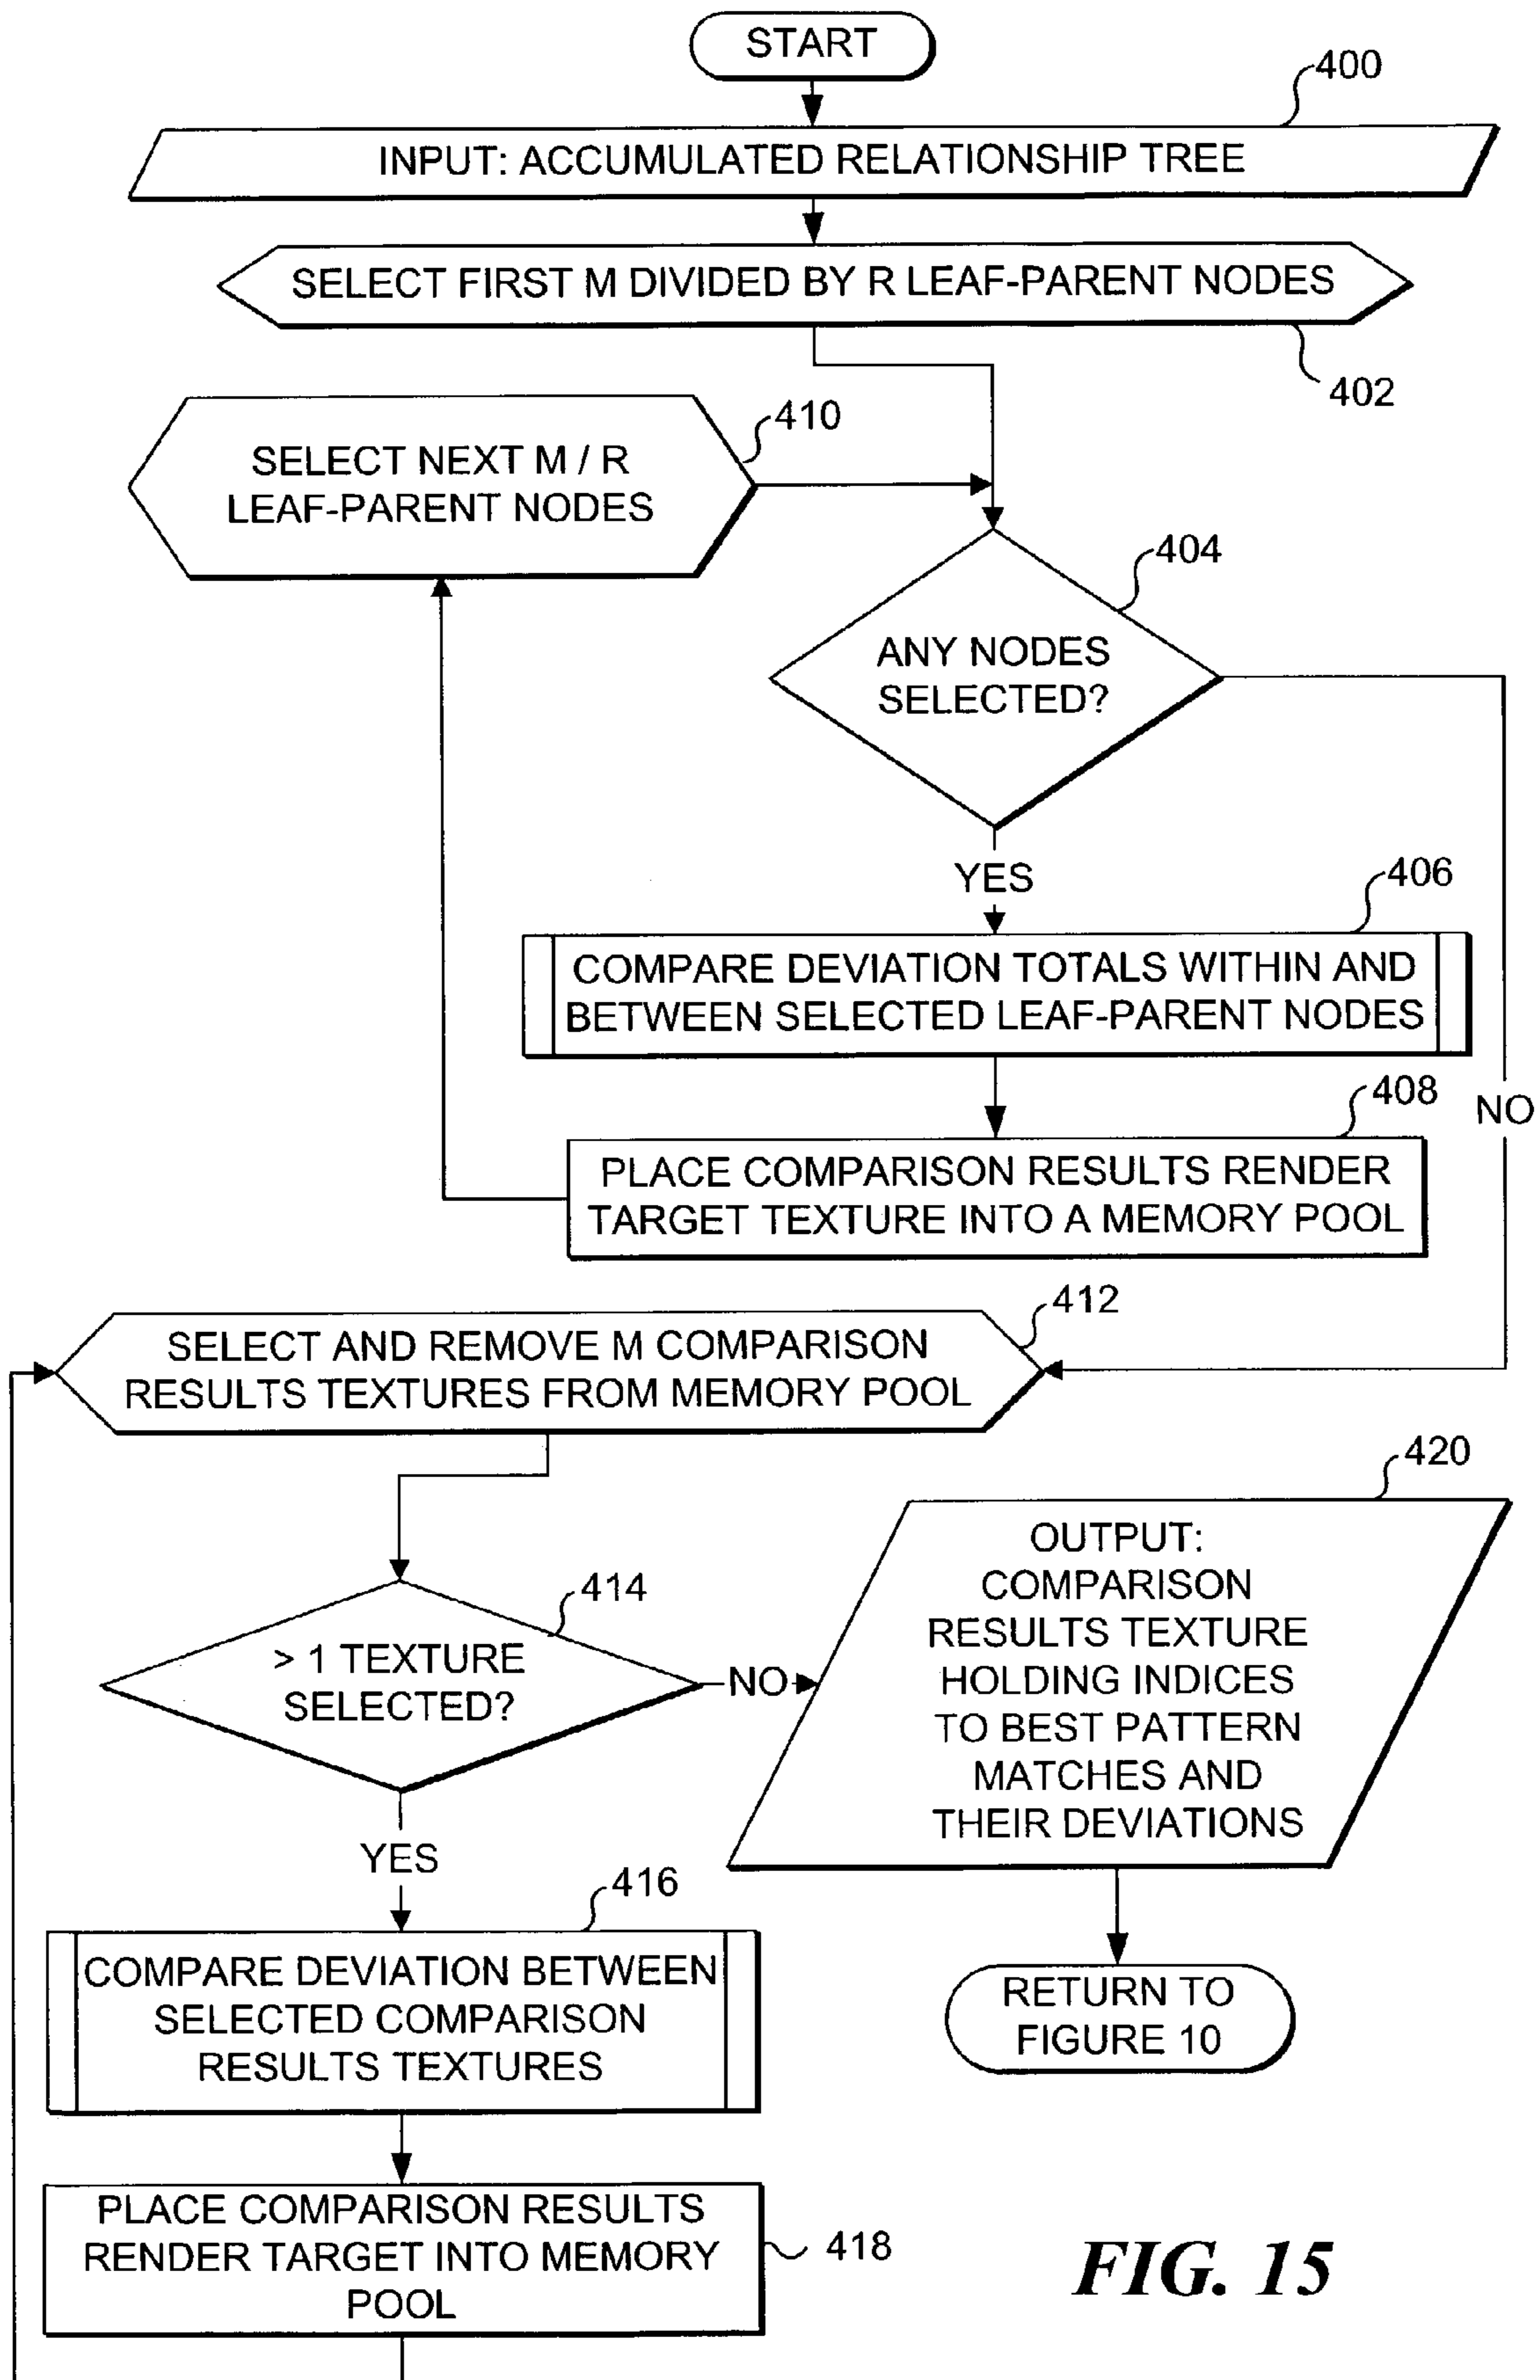 START
400
INPUT: ACCUMULATED RELATIONSHIP TREE
SELECT FIRST M DIVIDED BY R LEAF-PARENT NODES
402
410
SELECT NEXT M / R
LEAF-PARENT NODES
404
ANY NODES
SELECTED?
YES
406
COMPARE DEVIATION TOTALS WITHIN AND
BETWEEN SELECTED LEAF-PARENT NODES
408
NO
PLACE COMPARISON RESULTS RENDER
TARGET TEXTURE INTO A MEMORY POOL
412
SELECT AND REMOVE M COMPARISON
RESULTS TEXTURES FROM MEMORY POOL
420
OUTPUT:
COMPARISON
RESULTS TEXTURE
HOLDING INDICES
TO BEST PATTERN
MATCHES AND
THEIR DEVIATIONS
414
> 1 TEXTURE
SELECTED?
NO
YES
416
COMPARE DEVIATION BETWEEN
SELECTED COMPARISON
RESULTS TEXTURES
RETURN TO
FIGURE 10
PLACE COMPARISON RESULTS
RENDER TARGET INTO MEMORY
POOL
418
FIG. 15